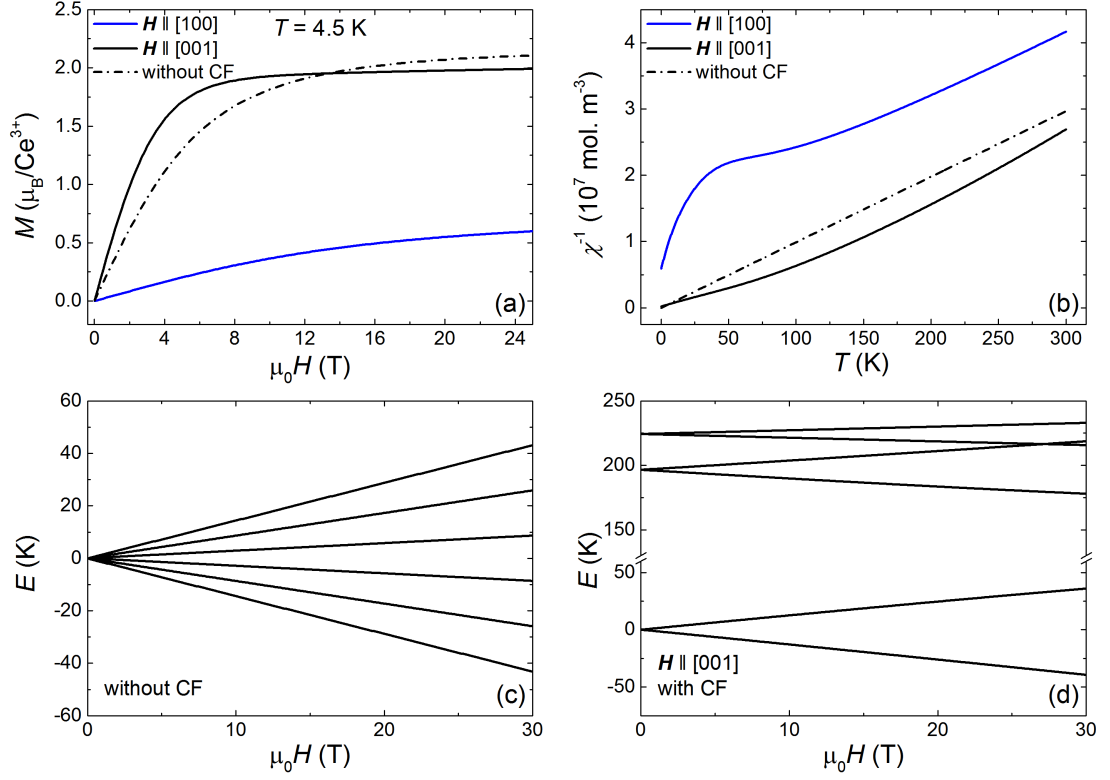 H ∥ [100]
H ∥ [001]
without CF
T = 4.5 K
2.5
2.0
1.5
1.0
0.5
0.0
M (μB/Ce³⁺)
0 4 8 12 16 20 24
μ₀H (T)
(a)
H ∥ [100]
H ∥ [001]
without CF
4
3
2
1
0
χ⁻¹ (10⁷ mol. m⁻³)
0 50 100 150 200 250 300
T (K)
(b)
60
40
20
0
-20
-40
-60
E (K)
without CF
(c)
0 10 20 30
μ₀H (T)
250
225
200
175
50
0
-50
E (K)
H ∥ [001]
with CF
(d)
0 10 20 30
μ₀H (T)